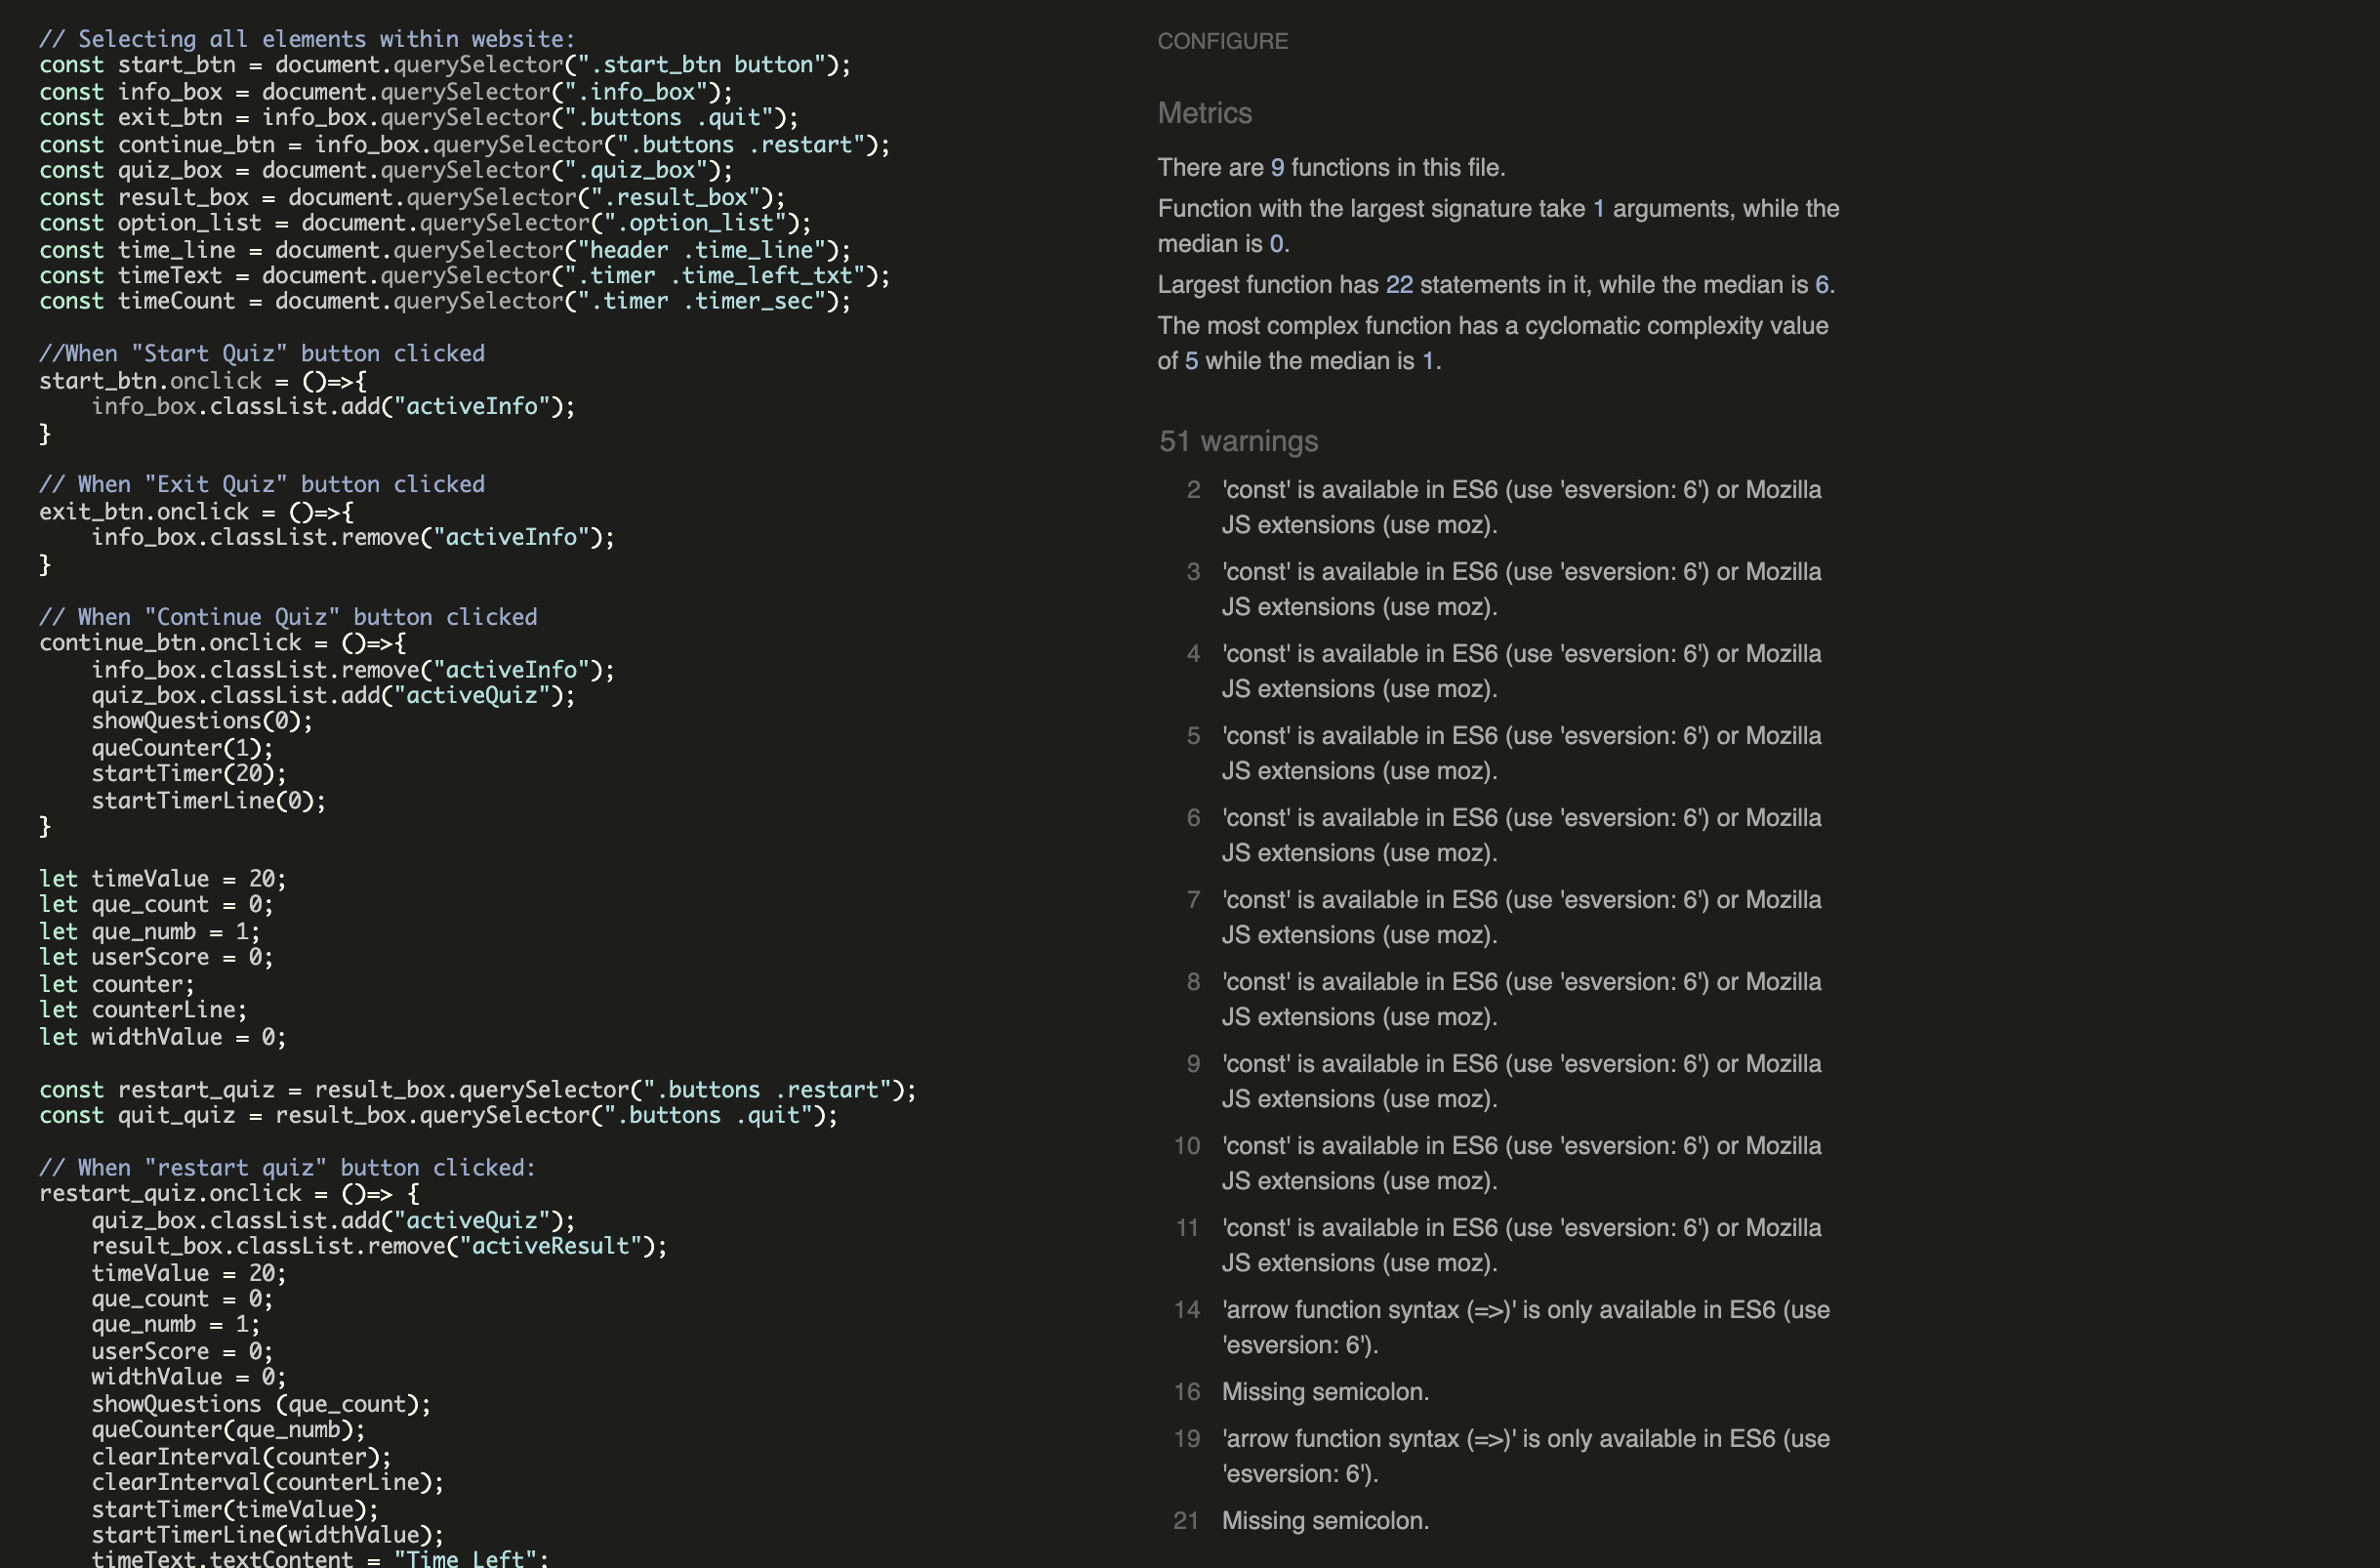 // Selecting all elements within website:
const start_btn = document.querySelector(".start_btn button");
const info_box = document.querySelector(".info_box");
const exit_btn = info_box.querySelector(".buttons .quit");
const continue_btn = info_box.querySelector(".buttons .restart");
const quiz_box = document.querySelector(".quiz_box");
const result_box = document.querySelector(".result_box");
const option_list = document.querySelector(".option_list");
const time_line = document.querySelector("header .time_line");
const timeText = document.querySelector(".timer .time_left_txt");
const timeCount = document.querySelector(".timer .timer_sec");

//When "Start Quiz" button clicked
start_btn.onclick = ()=>{
    info_box.classList.add("activeInfo");
}

// When "Exit Quiz" button clicked
exit_btn.onclick = ()=>{
    info_box.classList.remove("activeInfo");
}

// When "Continue Quiz" button clicked
continue_btn.onclick = ()=>{
    info_box.classList.remove("activeInfo");
    quiz_box.classList.add("activeQuiz");
    showQuestions(0);
    queCounter(1);
    startTimer(20);
    startTimerLine(0);
}

let timeValue = 20;
let que_count = 0;
let que_numb = 1;
let userScore = 0;
let counter;
let counterLine;
let widthValue = 0;

const restart_quiz = result_box.querySelector(".buttons .restart");
const quit_quiz = result_box.querySelector(".buttons .quit");

// When "restart quiz" button clicked:
restart_quiz.onclick = ()=> {
    quiz_box.classList.add("activeQuiz");
    result_box.classList.remove("activeResult");
    timeValue = 20;
    que_count = 0;
    que_numb = 1;
    userScore = 0;
    widthValue = 0;
    showQuestions (que_count);
    queCounter(que_numb);
    clearInterval(counter);
    clearInterval(counterLine);
    startTimer(timeValue);
    startTimerLine(widthValue);
    timeText.textContent = "Time Left";
CONFIGURE
Metrics
There are 9 functions in this file.
Function with the largest signature take 1 arguments, while the
median is 0.
Largest function has 22 statements in it, while the median is 6.
The most complex function has a cyclomatic complexity value
of 5 while the median is 1.
51 warnings
2 'const' is available in ES6 (use 'esversion: 6') or Mozilla
JS extensions (use moz).
3 'const' is available in ES6 (use 'esversion: 6') or Mozilla
JS extensions (use moz).
4 'const' is available in ES6 (use 'esversion: 6') or Mozilla
JS extensions (use moz).
5 'const' is available in ES6 (use 'esversion: 6') or Mozilla
JS extensions (use moz).
6 'const' is available in ES6 (use 'esversion: 6') or Mozilla
JS extensions (use moz).
7 'const' is available in ES6 (use 'esversion: 6') or Mozilla
JS extensions (use moz).
8 'const' is available in ES6 (use 'esversion: 6') or Mozilla
JS extensions (use moz).
9 'const' is available in ES6 (use 'esversion: 6') or Mozilla
JS extensions (use moz).
10 'const' is available in ES6 (use 'esversion: 6') or Mozilla
JS extensions (use moz).
11 'const' is available in ES6 (use 'esversion: 6') or Mozilla
JS extensions (use moz).
14 'arrow function syntax (=>)' is only available in ES6 (use
'esversion: 6').
16 Missing semicolon.
19 'arrow function syntax (=>)' is only available in ES6 (use
'esversion: 6').
21 Missing semicolon.